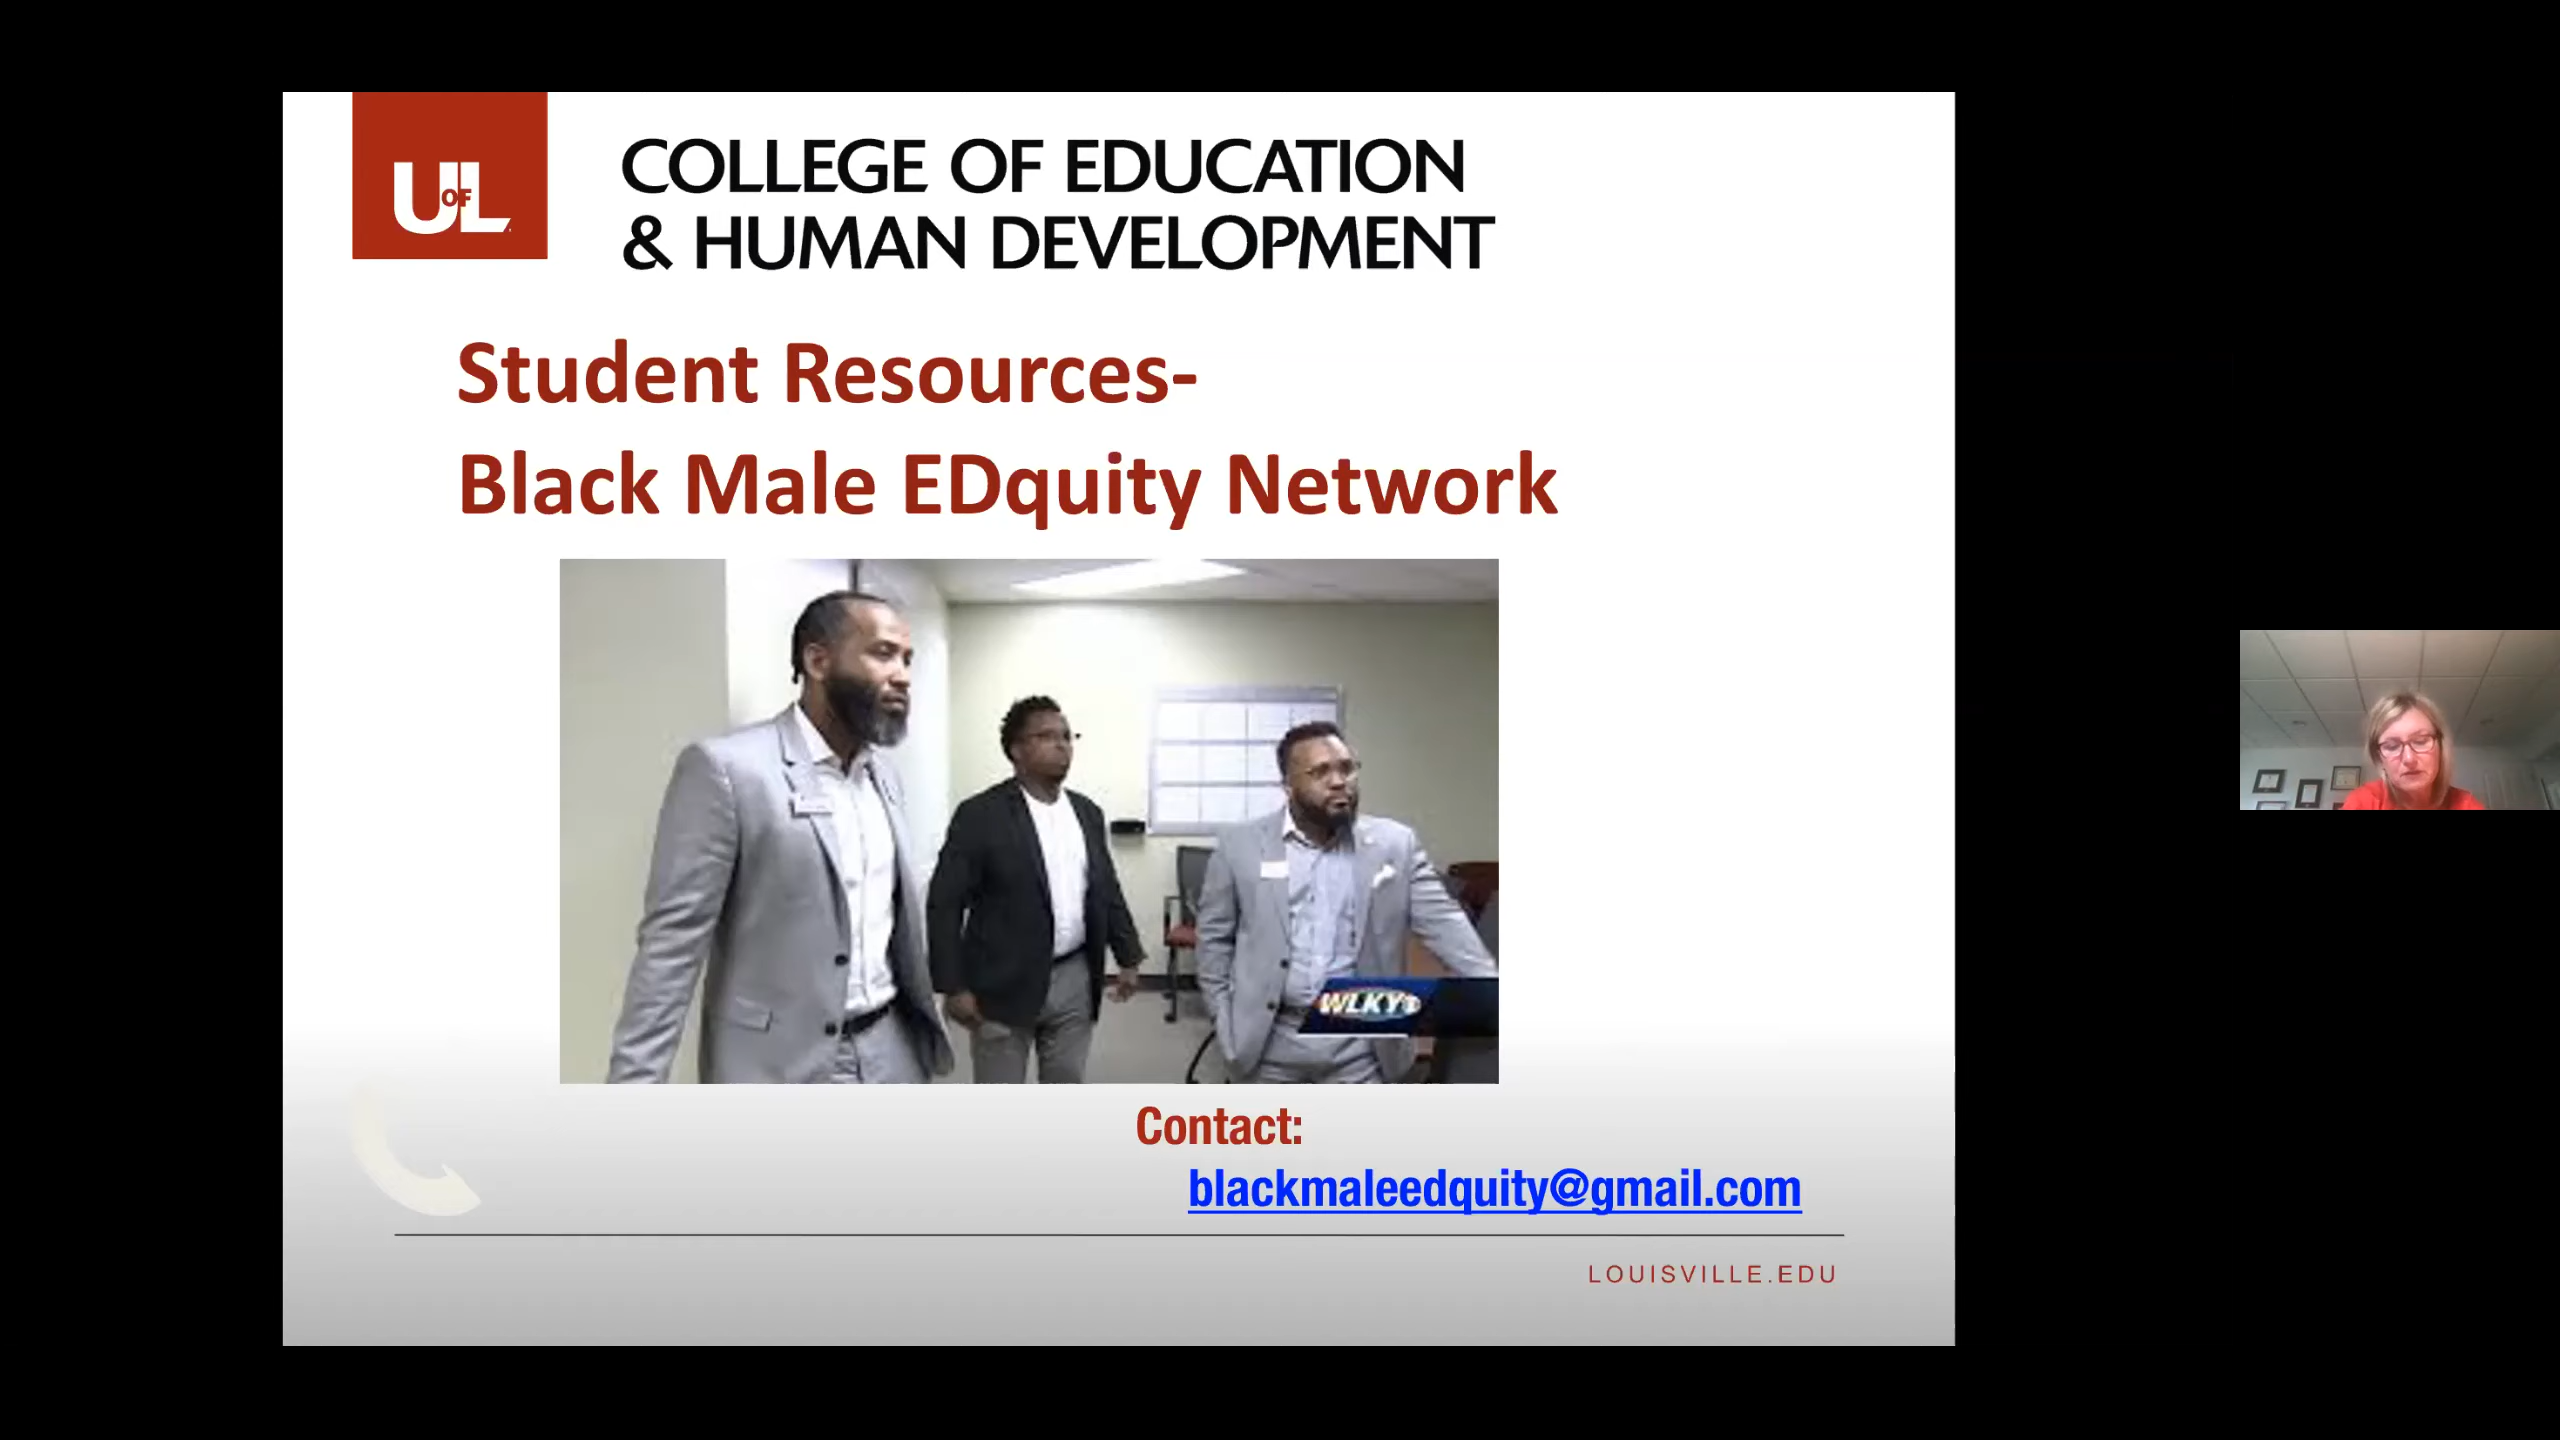 UofL
COLLEGE OF EDUCATION
& HUMAN DEVELOPMENT
Student Resources-
Black Male EDquity Network
WLKY
Contact:
blackmaleedquity@gmail.com
LOUISVILLE.EDU